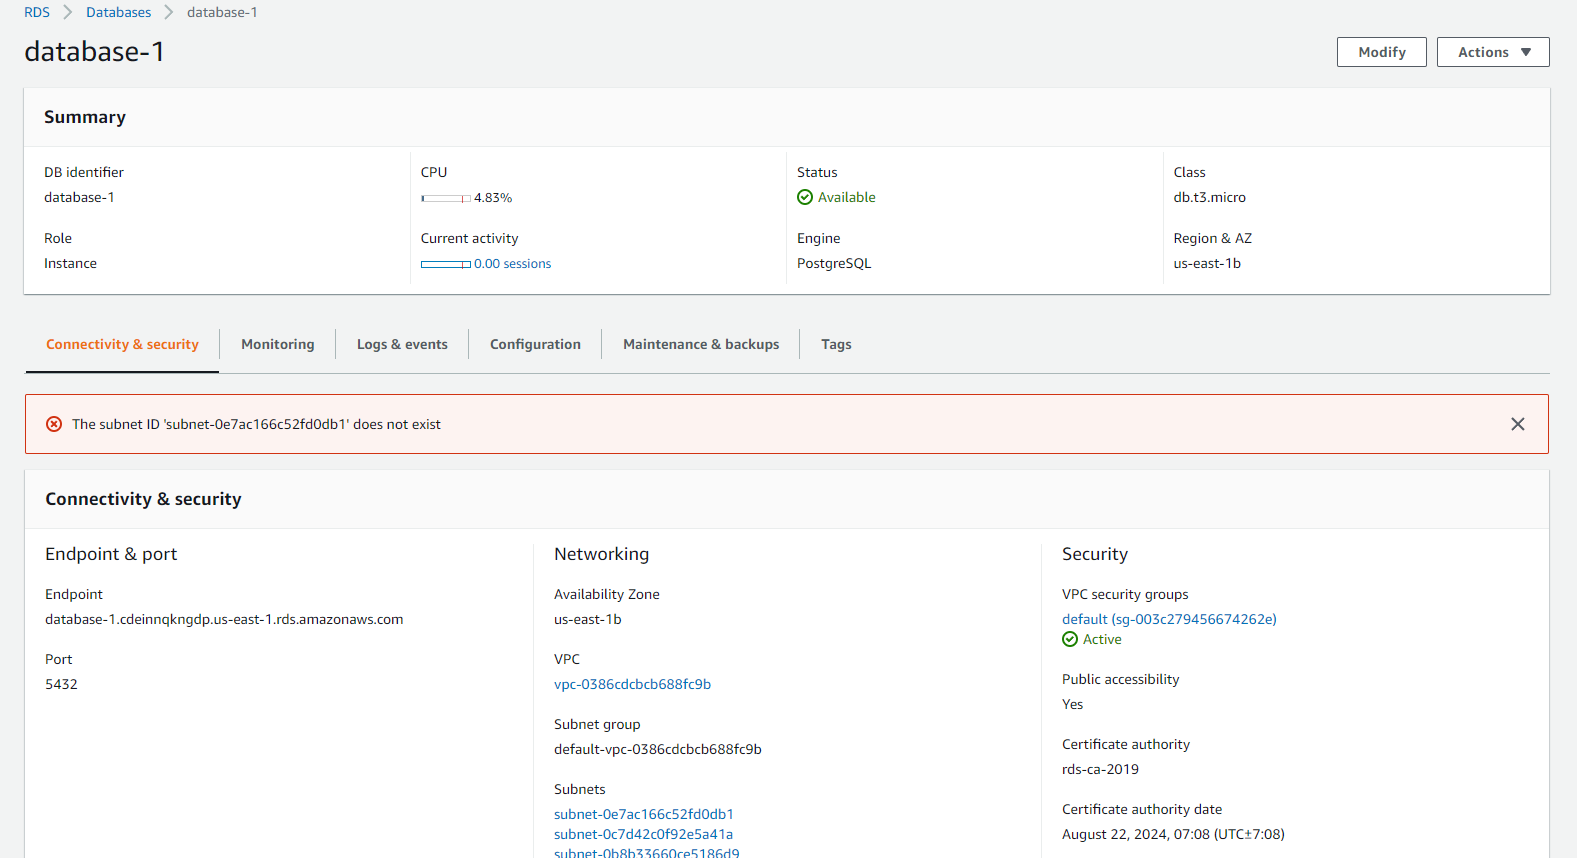 RDS > Databases > database-1
database-1
Modify
Actions
Summary
DB identifier
database-1
CPU
4.83%
Status
Available
Class
db.t3.micro
Role
Instance
Current activity
0.00 sessions
Engine
PostgreSQL
Region & AZ
us-east-1b
Connectivity & security
Monitoring
Logs & events
Configuration
Maintenance & backups
Tags
The subnet ID 'subnet-0e7ac166c52fd0db1' does not exist
Connectivity & security
Endpoint & port
Endpoint
database-1.cdeinnqkngdp.us-east-1.rds.amazonaws.com
Port
5432
Networking
Availability Zone
us-east-1b
VPC
vpc-0386cdcbcb688fc9b
Subnet group
default-vpc-0386cdcbcb688fc9b
Subnets
subnet-0e7ac166c52fd0db1
subnet-0c7d42c0f92e5a41a
subnet-0b8b33660ce5186d9
Security
VPC security groups
default (sg-003c279456674262e)
Active
Public accessibility
Yes
Certificate authority
rds-ca-2019
Certificate authority date
August 22, 2024, 07:08 (UTC±7:08)